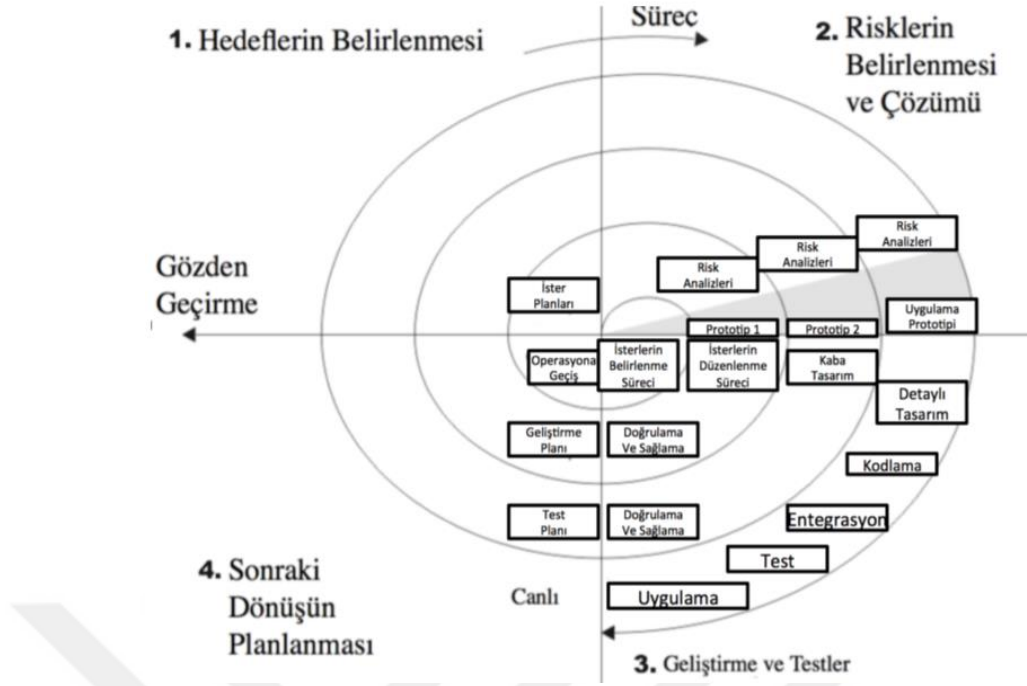 Sürec
1. Hedeflerin Belirlenmesi
2. Risklerin
Belirlenmesi
ve Çözümü
Risk
Analizleri
Risk
Analizleri
Risk
Analizleri
Gözden
Geçirme
İster
Planları
Uygulama
Prototipi
Prototip 1
Prototip 2
Operasyona
Geçiş
İsterlerin
Belirlenme
Süreci
İsterlerin
Düzenlenme
Süreci
Kaba
Tasarım
Detaylı
Tasarım
Geliştirme
Planı
Doğrulama
Ve Sağlama
Kodlama
Test
Planı
Doğrulama
Ve Sağlama
Entegrasyon
Test
4. Sonraki
Dönüşün
Planlanması
Canlı
Uygulama
3. Geliştirme ve Testler